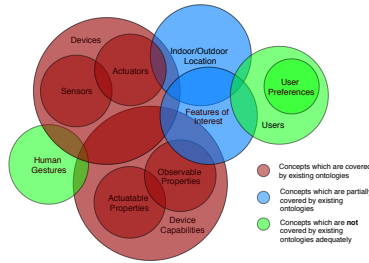 Devices
Indoor/Outdoor
Location
Actuators
Sensors
User
Preferences
Features of
Interest
Users
Human
Gestures
Observable
Properties
Actuatable
Properties
Device
Capabilities
Concepts which are covered
by existing ontologies
Concepts which are partiall
covered by existing
ontologies
Concepts which are not
covered by existing
ontologies adequately